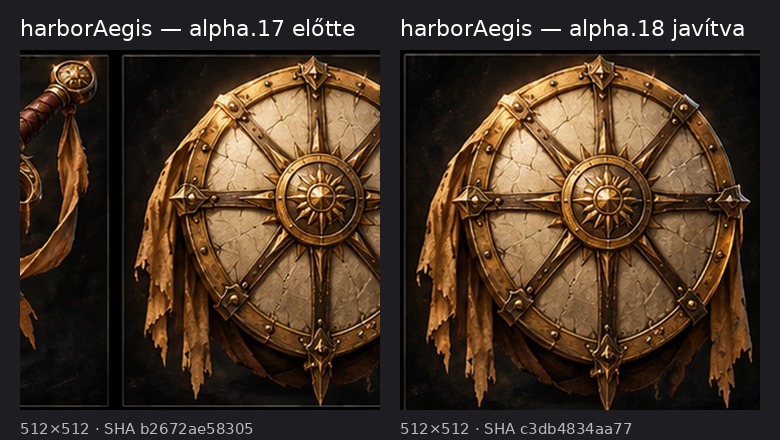 harborAegis — alpha.17 előtte
harborAegis — alpha.18 javítva
512×512 · SHA b2672ae58305
512×512 · SHA c3db4834aa77